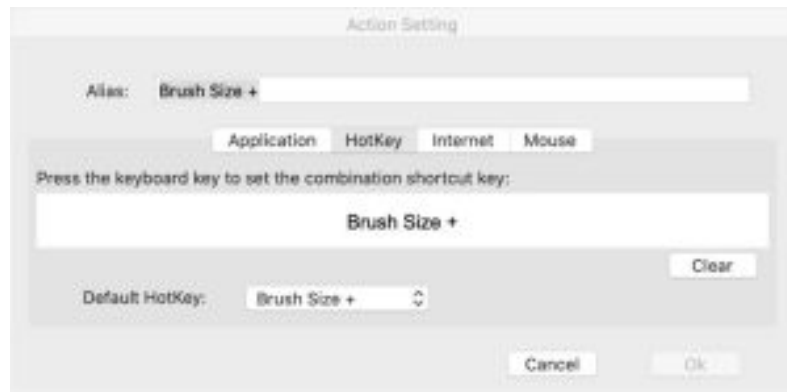 Action Setting
Alias: Brush Size +
Application HotKey Internet Mouse
Press the keyboard key to set the combination shortcut key:
Brush Size +
Clear
Default HotKey: Brush Size +
Cancel Ok